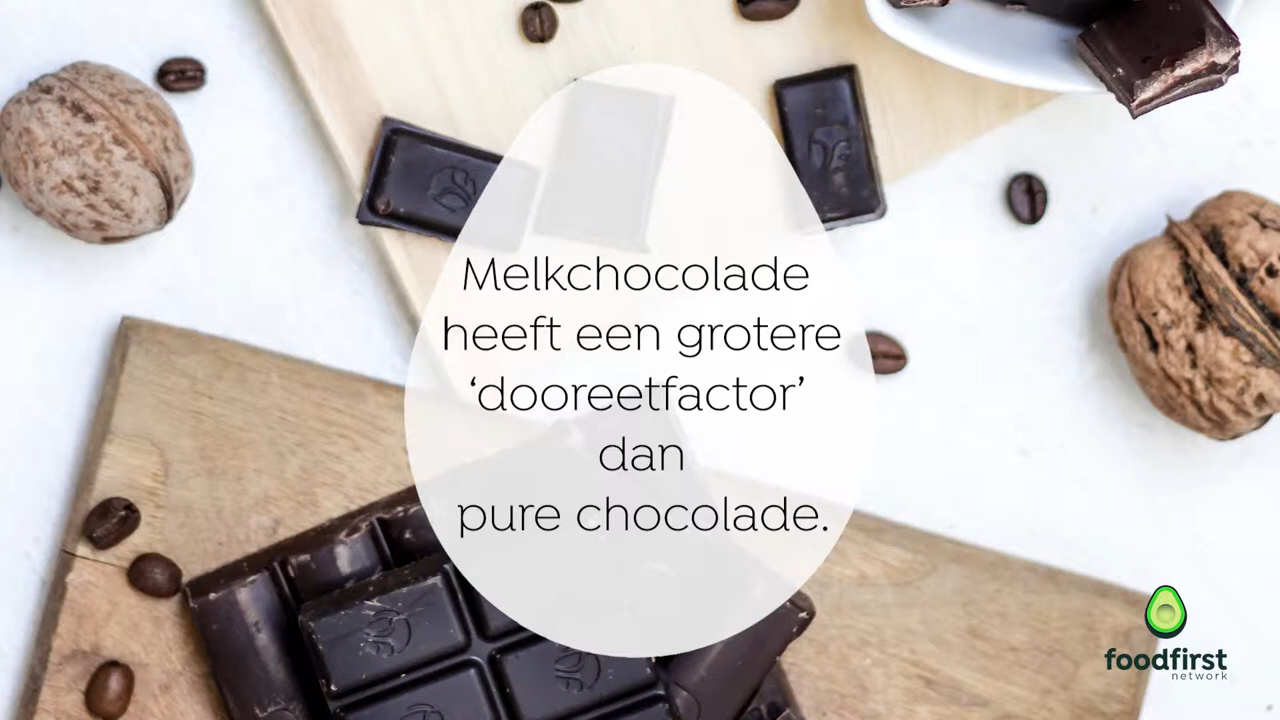 Melkchocolade
heeft een grotere
‘dooreetfactor’
dan
pure chocolade.
foodfirst
network